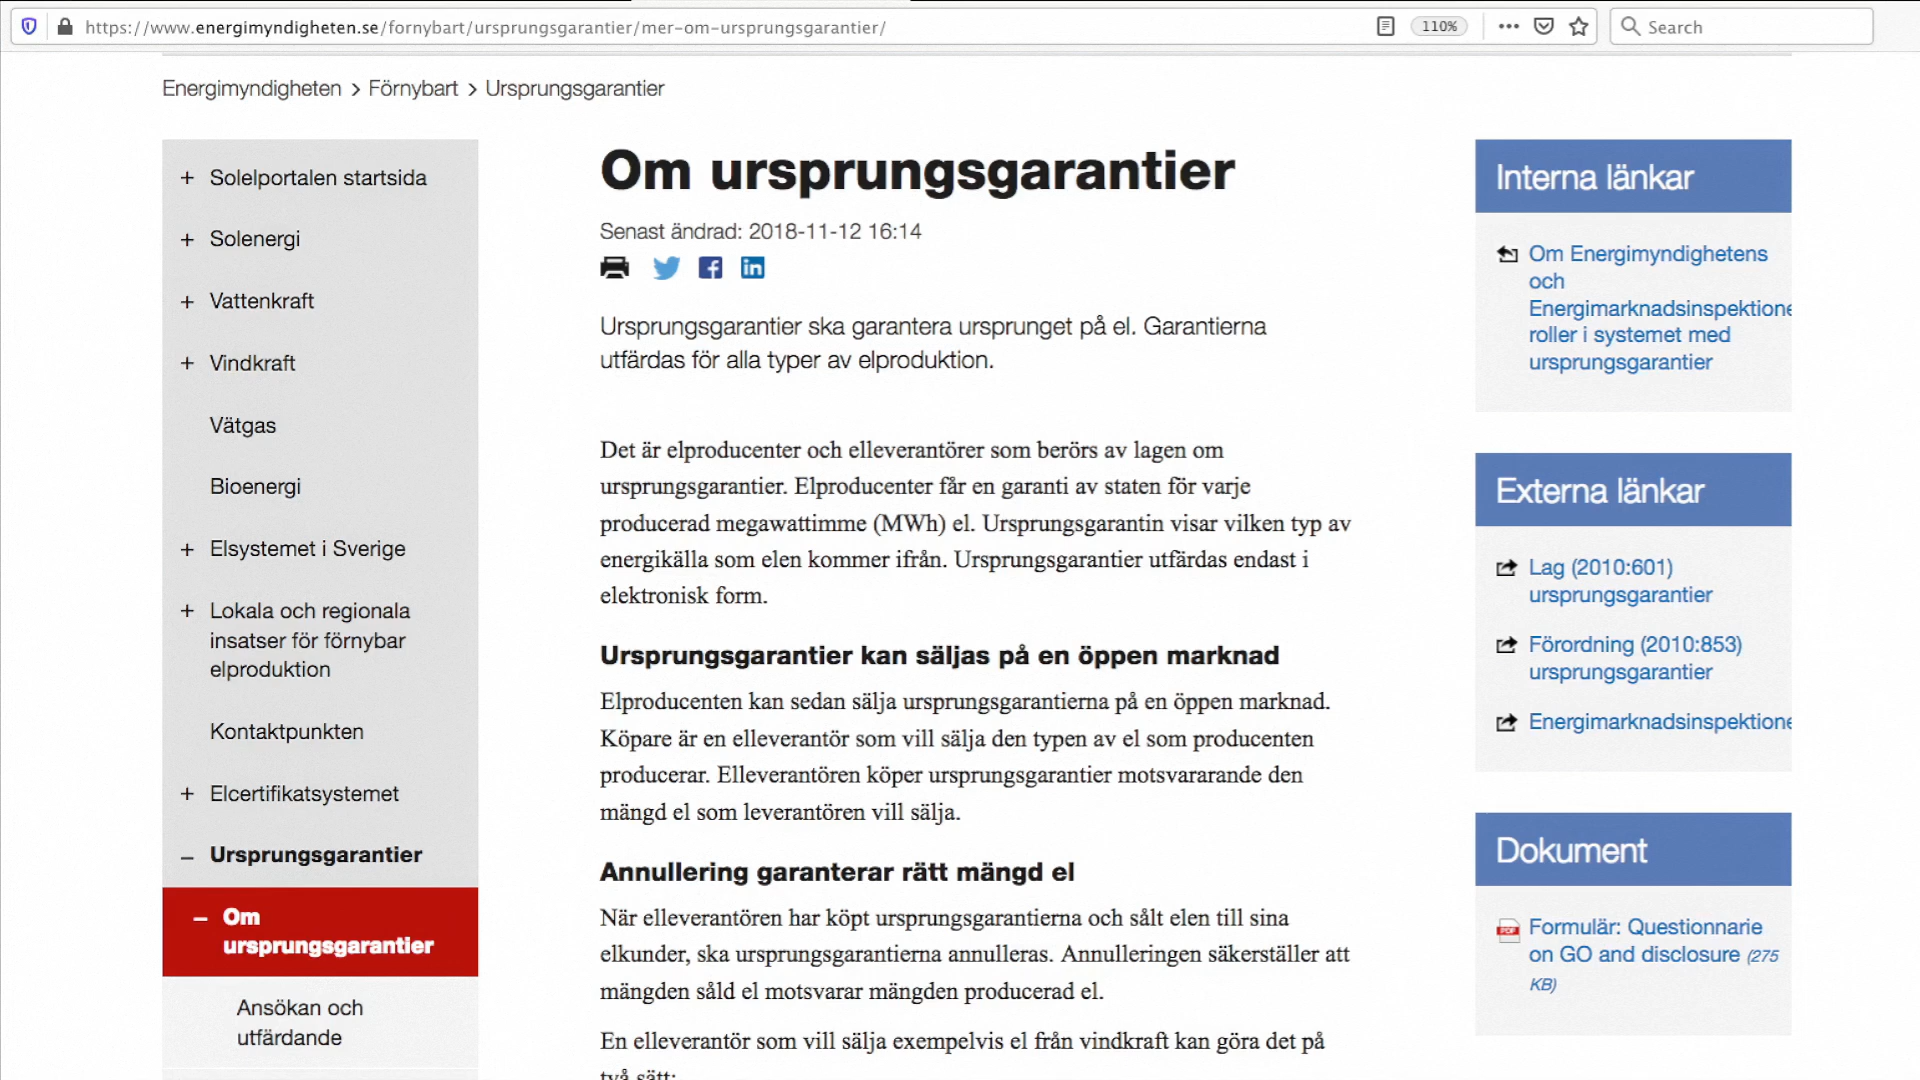 https://www.energimyndigheten.se/fornybart/ursprungsgarantier/mer-om-ursprungsgarantier/
110%
Search
Energimyndigheten > Förnybart > Ursprungsgarantier
+ Solelportalen startsida
+ Solenergi
+ Vattenkraft
+ Vindkraft
Vätgas
Bioenergi
+ Elsystemet i Sverige
+ Lokala och regionala
insatser för förnybar
elproduktion
Kontaktpunkten
+ Elcertifikatsystemet
– Ursprungsgarantier
– Om
ursprungsgarantier
Ansökan och
utfärdande
Om ursprungsgarantier
Senast ändrad: 2018-11-12 16:14
Ursprungsgarantier ska garantera ursprunget på el. Garantierna
utfärdas för alla typer av elproduktion.
Det är elproducenter och elleverantörer som berörs av lagen om
ursprungsgarantier. Elproducenter får en garanti av staten för varje
producerad megawattimme (MWh) el. Ursprungsgarantin visar vilken typ av
energikälla som elen kommer ifrån. Ursprungsgarantier utfärdas endast i
elektronisk form.
Ursprungsgarantier kan säljas på en öppen marknad
Elproducenten kan sedan sälja ursprungsgarantierna på en öppen marknad.
Köpare är en elleverantör som vill sälja den typen av el som producenten
producerar. Elleverantören köper ursprungsgarantier motsvararande den
mängd el som leverantören vill sälja.
Annullering garanterar rätt mängd el
När elleverantören har köpt ursprungsgarantierna och sålt elen till sina
elkunder, ska ursprungsgarantierna annulleras. Annulleringen säkerställer att
mängden såld el motsvarar mängden producerad el.
En elleverantör som vill sälja exempelvis el från vindkraft kan göra det på
två sätt:
Interna länkar
Om Energimyndighetens
och
Energimarknadsinspektione
roller i systemet med
ursprungsgarantier
Externa länkar
Lag (2010:601)
ursprungsgarantier
Förordning (2010:853)
ursprungsgarantier
Energimarknadsinspektione
Dokument
PDF
Formulär: Questionnarie
on GO and disclosure (275
KB)